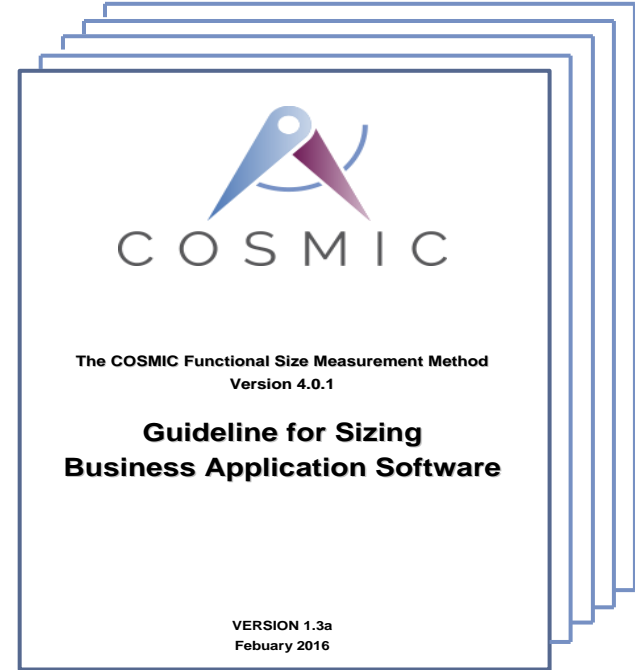 COSMIC
The COSMIC Functional Size Measurement Method
Version 4.0.1
Guideline for Sizing
Business Application Software
VERSION 1.3a
Febuary 2016